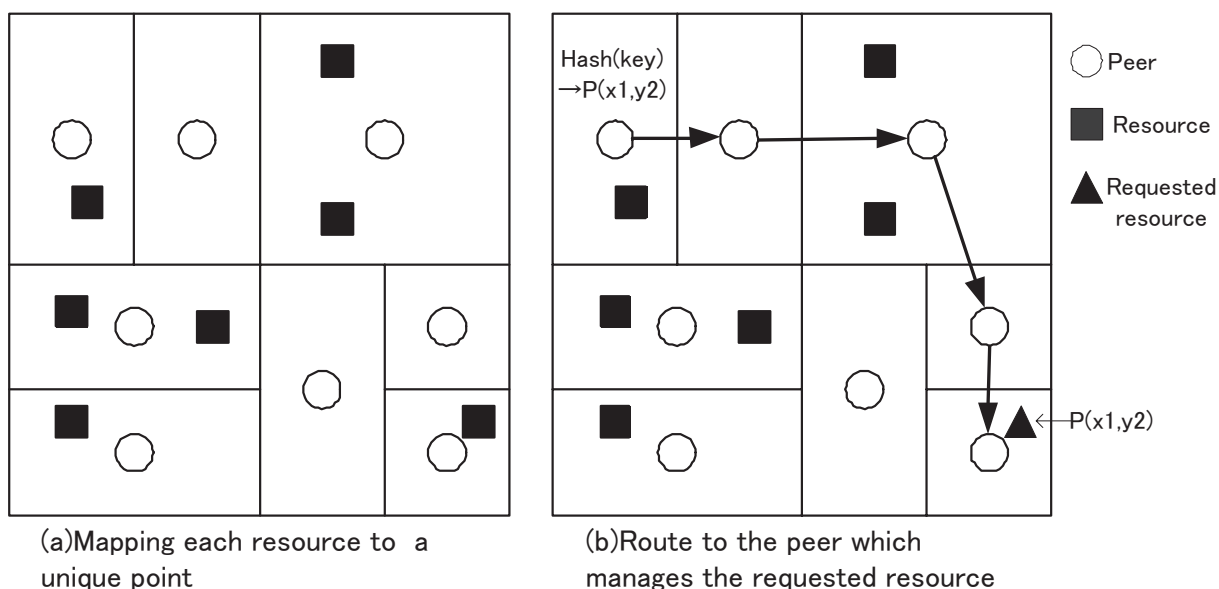 Hash(key)
→P(x1,y2)
Peer
Resource
Requested
resource
←P(x1,y2)
(a)Mapping each resource to a
unique point
(b)Route to the peer which
manages the requested resource